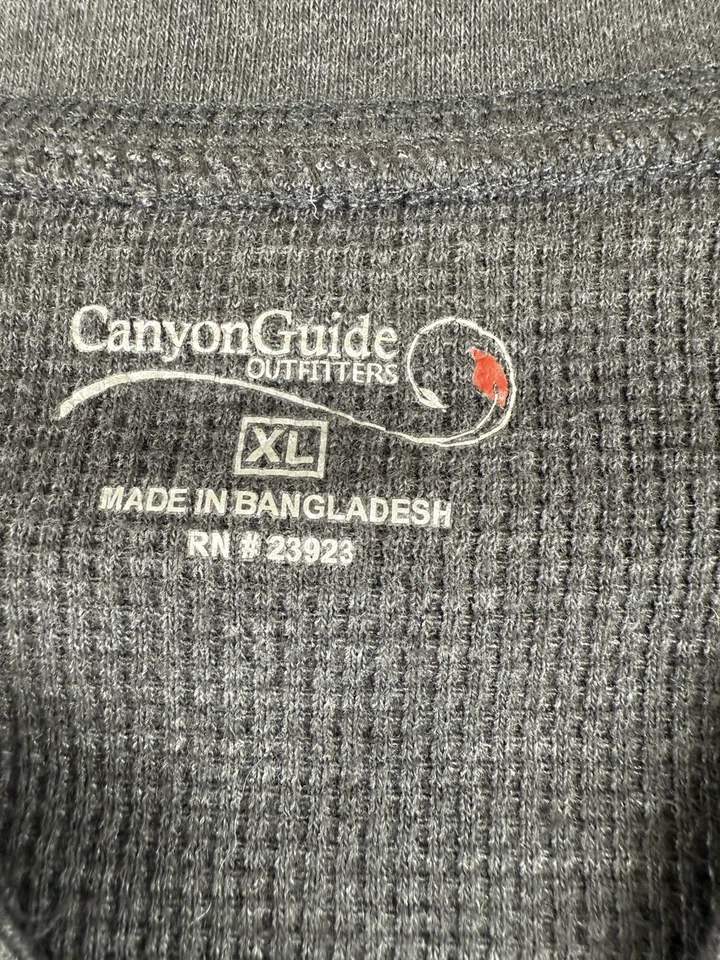 CanyonGuide
OUTFITTERS
XL
MADE IN BANGLADESH
RN # 23923